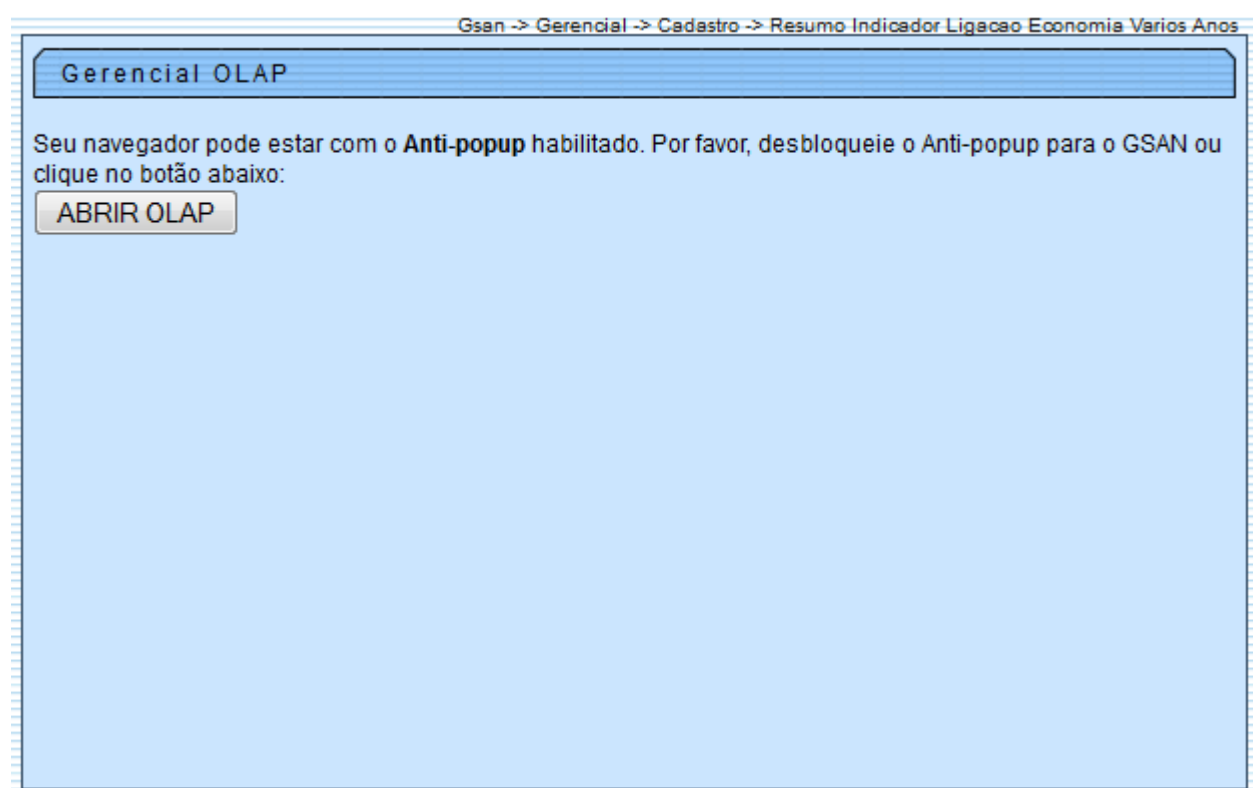 Gsan -> Gerencial -> Cadastro -> Resumo Indicador Ligacao Economia Varios Anos
Gerencial OLAP
Seu navegador pode estar com o Anti-popup habilitado. Por favor, desbloqueie o Anti-popup para o GSAN ou
clique no botão abaixo:
ABRIR OLAP